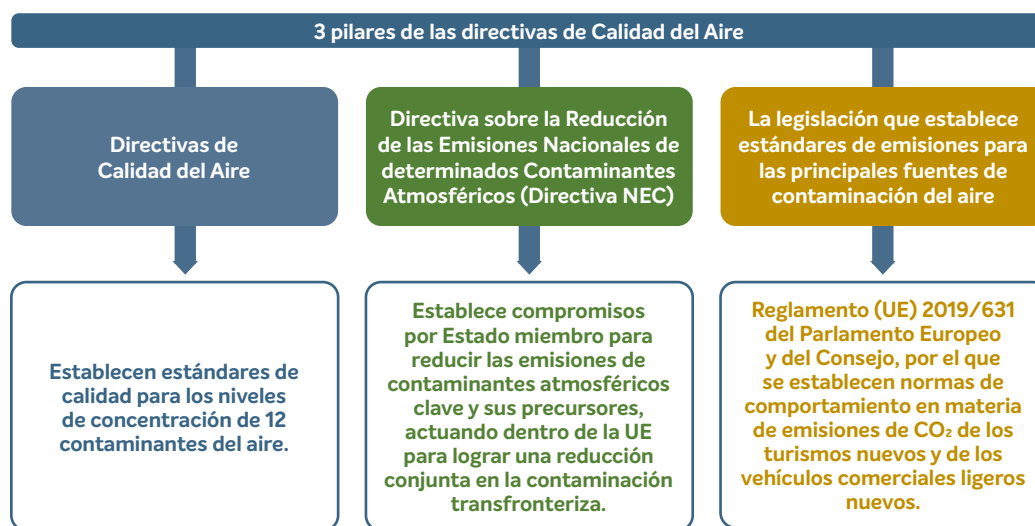 3 pilares de las directivas de Calidad del Aire
Directivas de
Calidad del Aire
Directiva sobre la Reducción
de las Emisiones Nacionales de
determinados Contaminantes
Atmosféricos (Directiva NEC)
La legislación que establece
estándares de emisiones para
las principales fuentes de
contaminación del aire
Establecen estándares de
calidad para los niveles
de concentración de 12
contaminantes del aire.
Establece compromisos
por Estado miembro para
reducir las emisiones de
contaminantes atmosféricos
clave y sus precursores,
actuando dentro de la UE
para lograr una reducción
conjunta en la contaminación
transfronteriza.
Reglamento (UE) 2019/631
del Parlamento Europeo
y del Consejo, por el que
se establecen normas de
comportamiento en materia
de emisiones de CO₂ de los
turismos nuevos y de los
vehículos comerciales ligeros
nuevos.